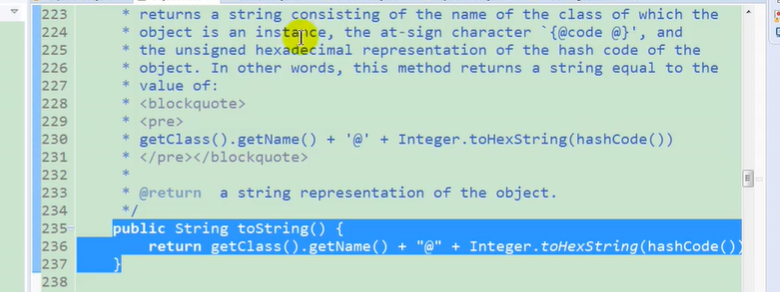 223 * returns a string consisting of the name of the class of which the
224 * object is an instance, the at-sign character `{@code @}', and
225 * the unsigned hexadecimal representation of the hash code of the
226 * object. In other words, this method returns a string equal to the
227 * value of:
228 * <blockquote>
229 * <pre>
230 * getClass().getName() + '@' + Integer.toHexString(hashCode())
231 * </pre></blockquote>
232 *
233 * @return  a string representation of the object.
234 */
235 public String toString() {
236 return getClass().getName() + "@" + Integer.toHexString(hashCode())
237 }
238